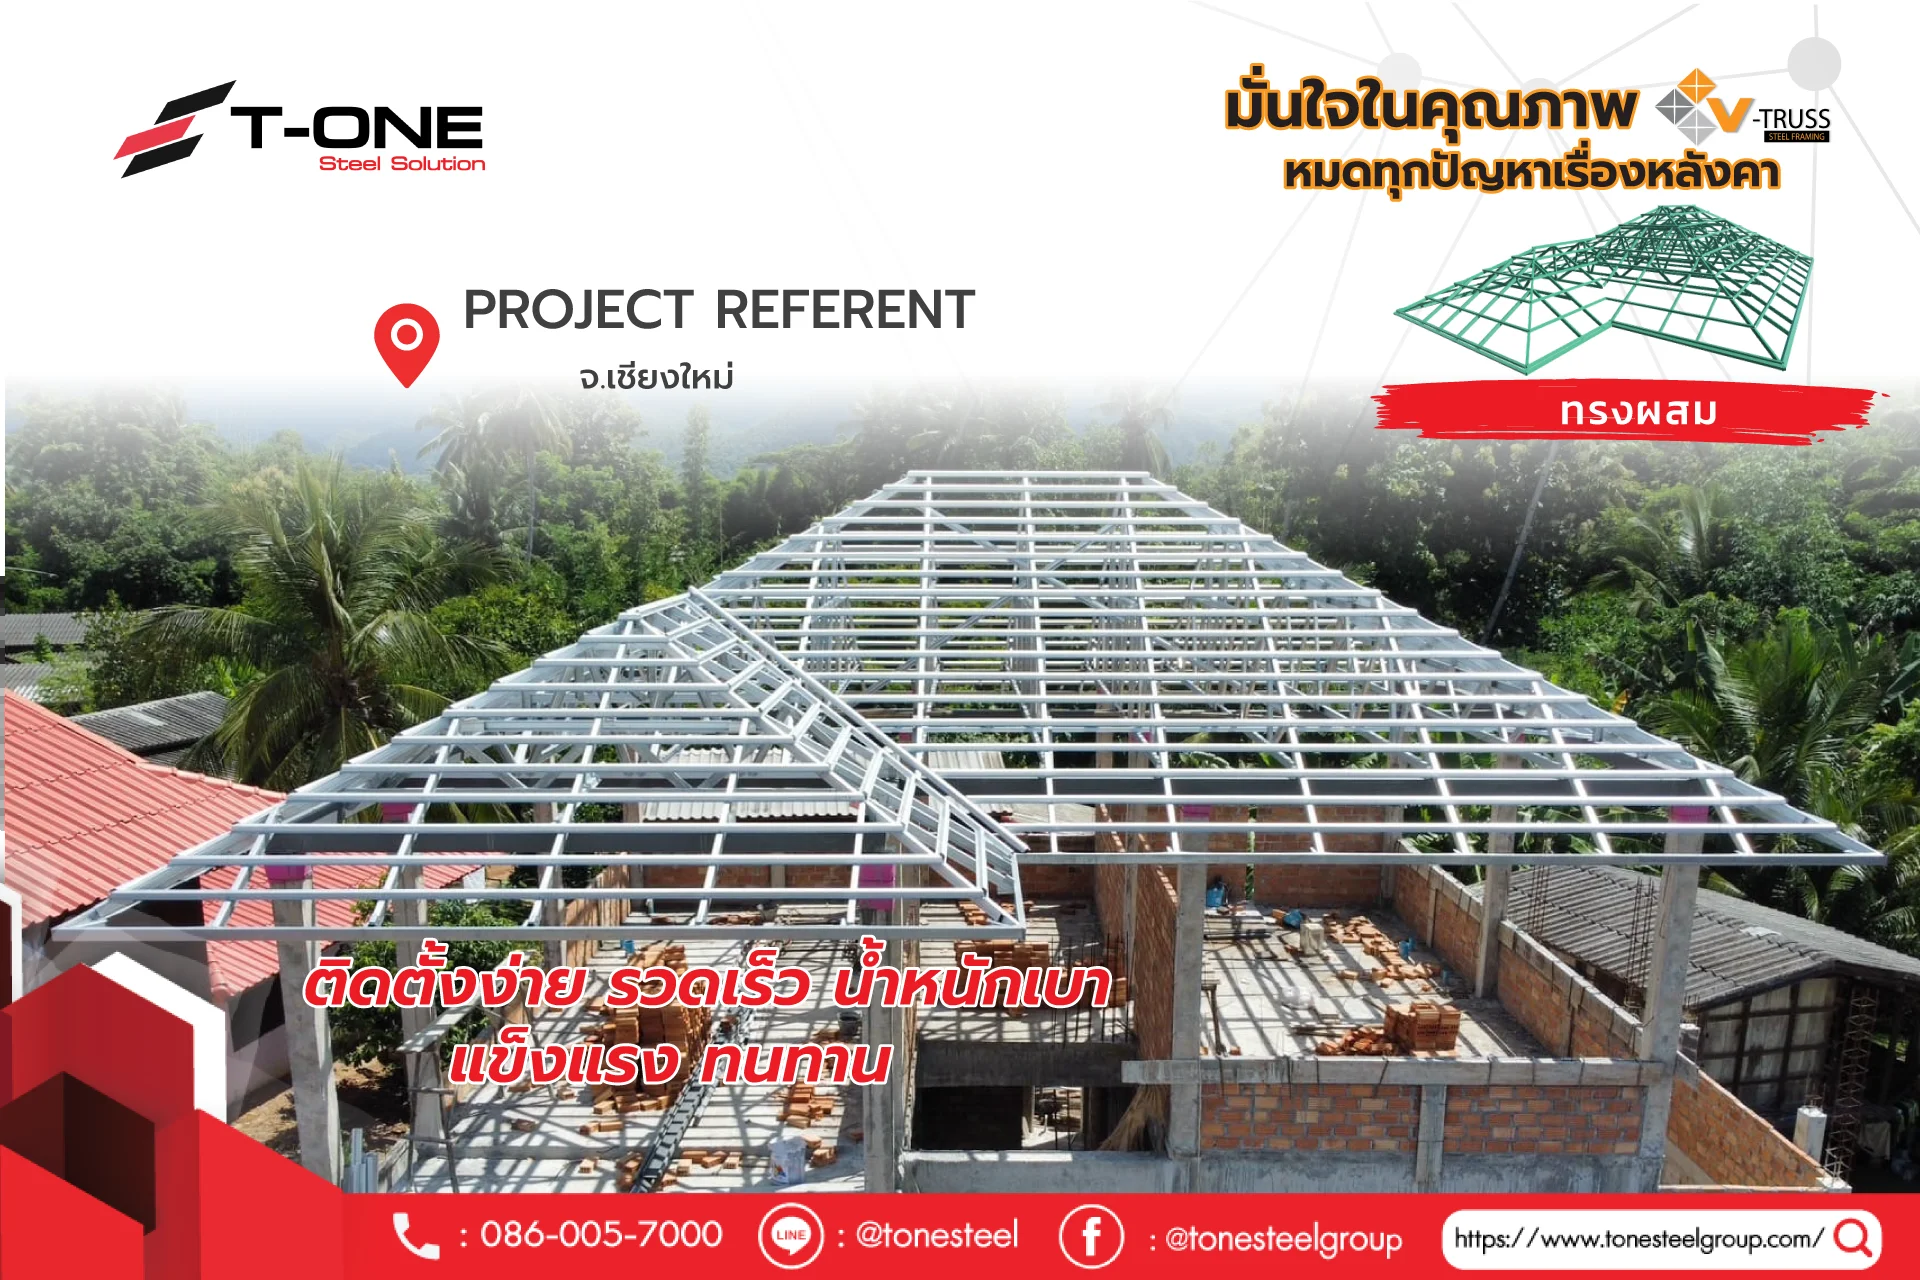 T-ONE
Steel Solution
มั่นใจในคุณภาพ V-TRUSS
STEEL FRAMING
หมดทุกปัญหาเรื่องหลังคา
PROJECT REFERENT
จ.เชียงใหม่
ทรงผสม
ติดตั้งง่าย รวดเร็ว น้ำหนักเบา
แข็งแรง ทนทาน
: 086-005-7000 LINE : @tonesteel f : @tonesteelgroup https://www.tonesteelgroup.com/